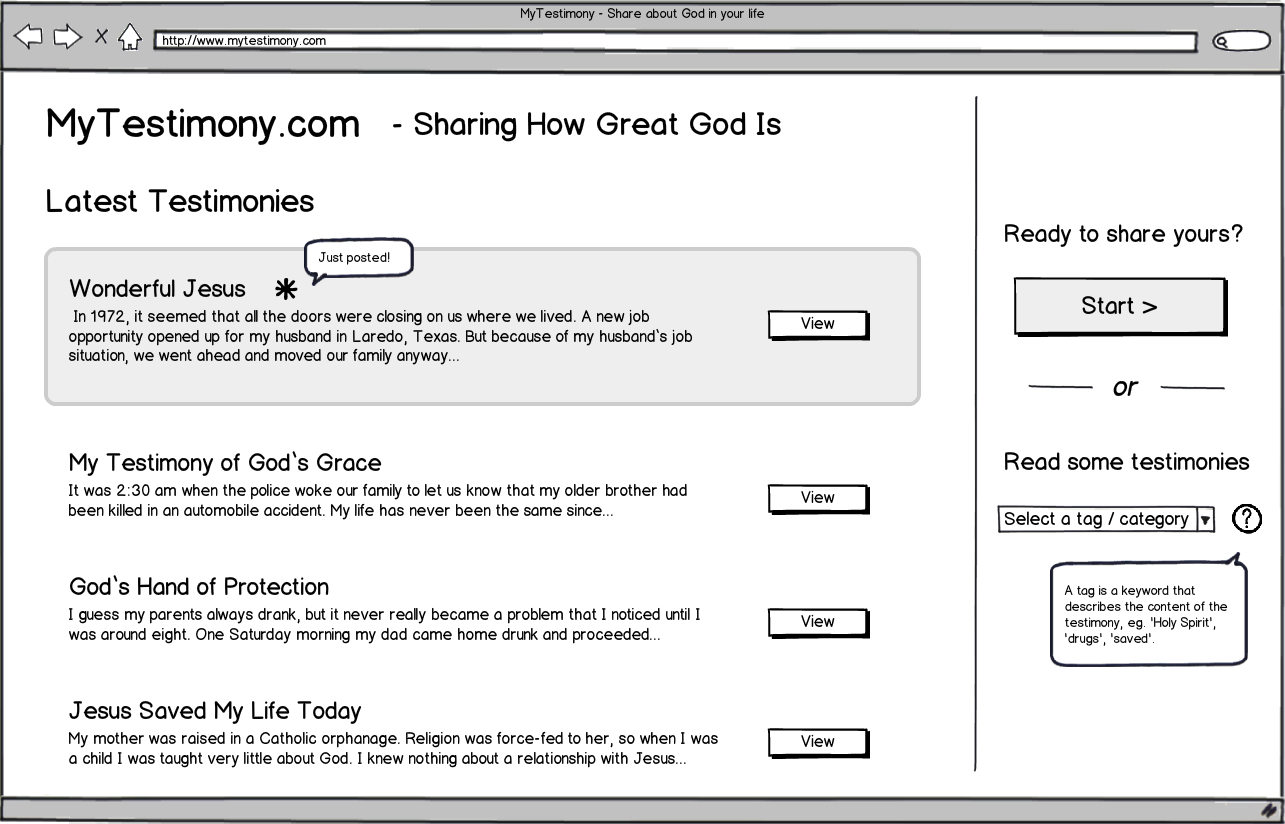 MyTestimony - Share about God in your life
http://www.mytestimony.com
MyTestimony.com - Sharing How Great God Is
Latest Testimonies
Just posted!
Wonderful Jesus
In 1972, it seemed that all the doors were closing on us where we lived. A new job
opportunity opened up for my husband in Laredo, Texas. But because of my husband`s job
situation, we went ahead and moved our family anyway...
View
My Testimony of God`s Grace
It was 2:30 am when the police woke our family to let us know that my older brother had
been killed in an automobile accident. My life has never been the same since...
View
God`s Hand of Protection
I guess my parents always drank, but it never really became a problem that I noticed until I
was around eight. One Saturday morning my dad came home drunk and proceeded...
View
Jesus Saved My Life Today
My mother was raised in a Catholic orphanage. Religion was force-fed to her, so when I was
a child I was taught very little about God. I knew nothing about a relationship with Jesus...
View
Ready to share yours?
Start >
or
Read some testimonies
Select a tag / category
?
A tag is a keyword that
describes the content of the
testimony, eg. 'Holy Spirit',
'drugs', 'saved'.